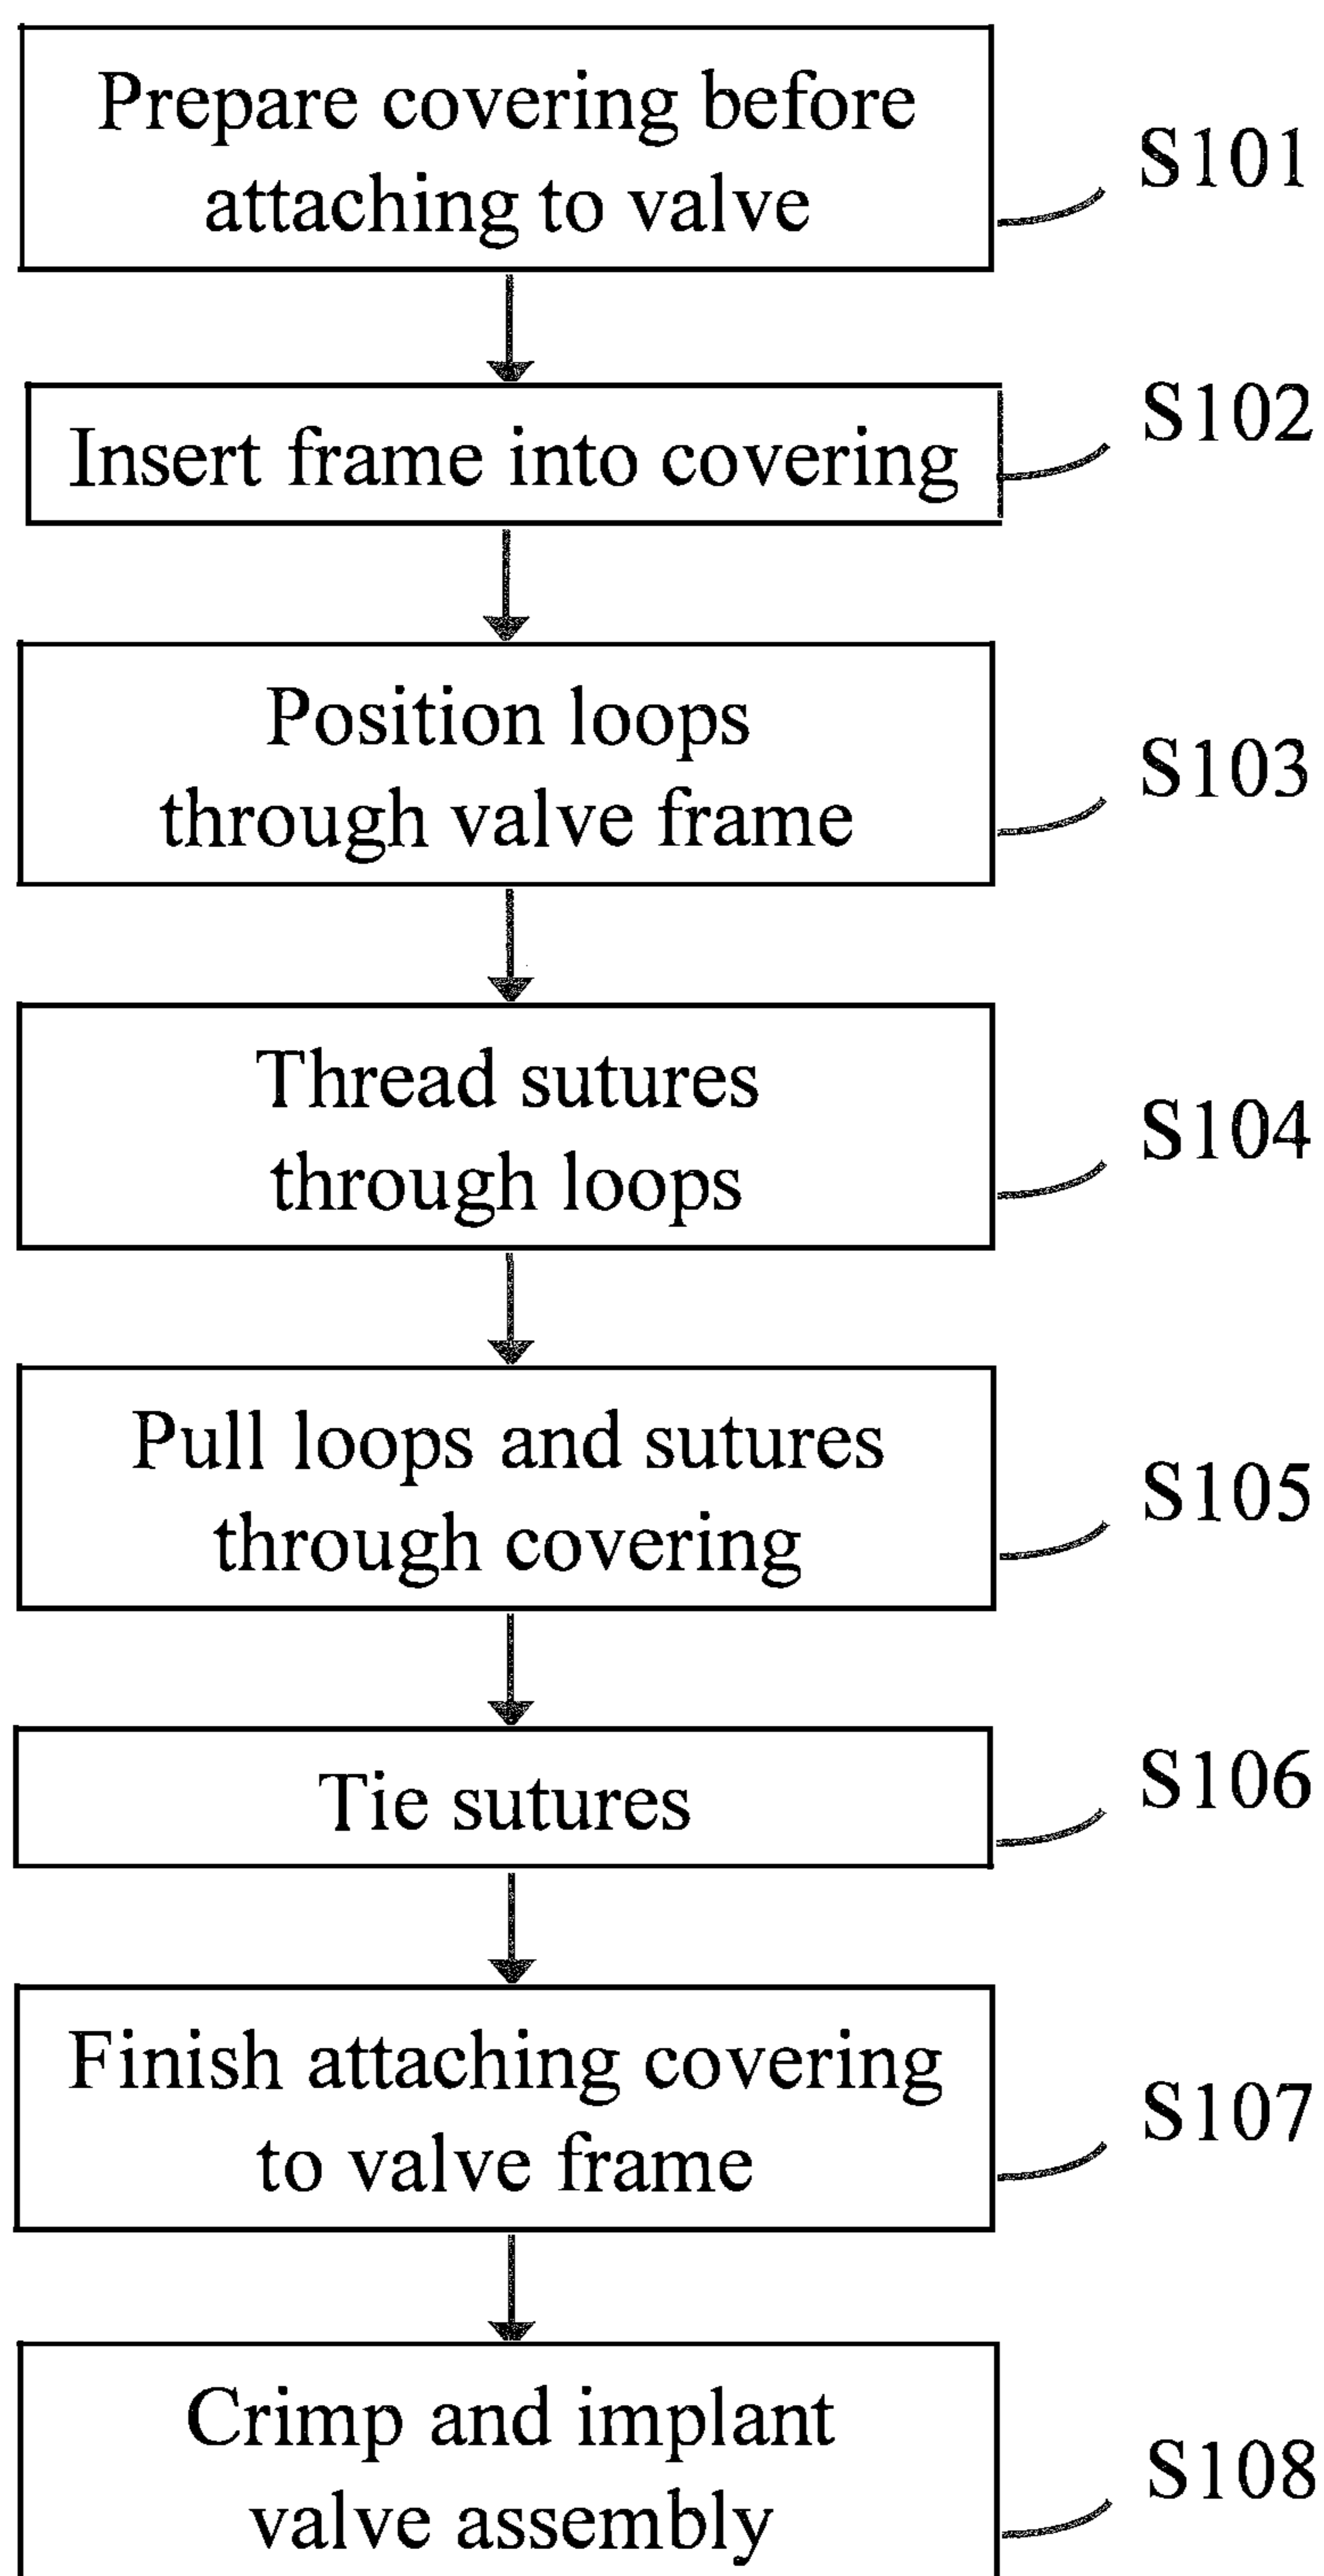 Prepare covering before
attaching to valve
S101
Insert frame into covering
S102
Position loops
through valve frame
S103
Thread sutures
through loops
S104
Pull loops and sutures
through covering
S105
Tie sutures
S106
Finish attaching covering
to valve frame
S107
Crimp and implant
valve assembly
S108